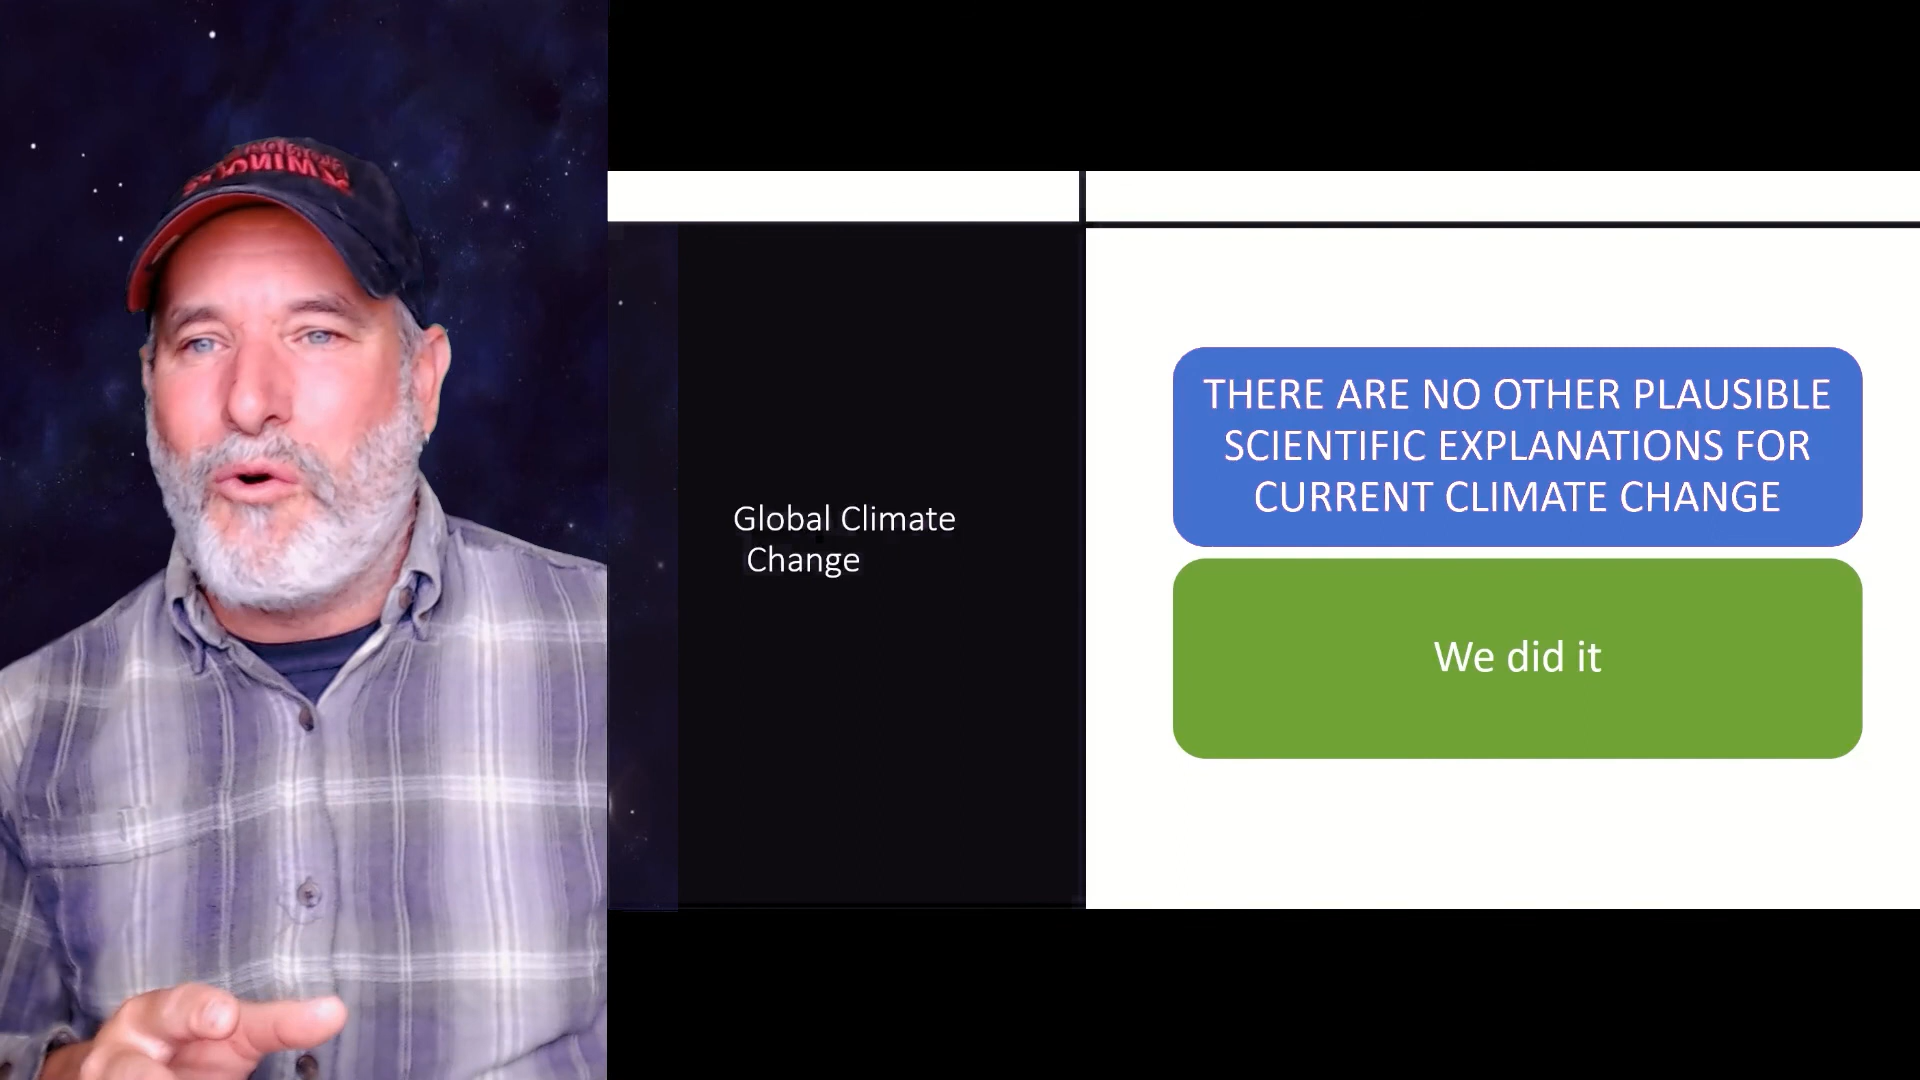 Global Climate
Change
THERE ARE NO OTHER PLAUSIBLE
SCIENTIFIC EXPLANATIONS FOR
CURRENT CLIMATE CHANGE
We did it